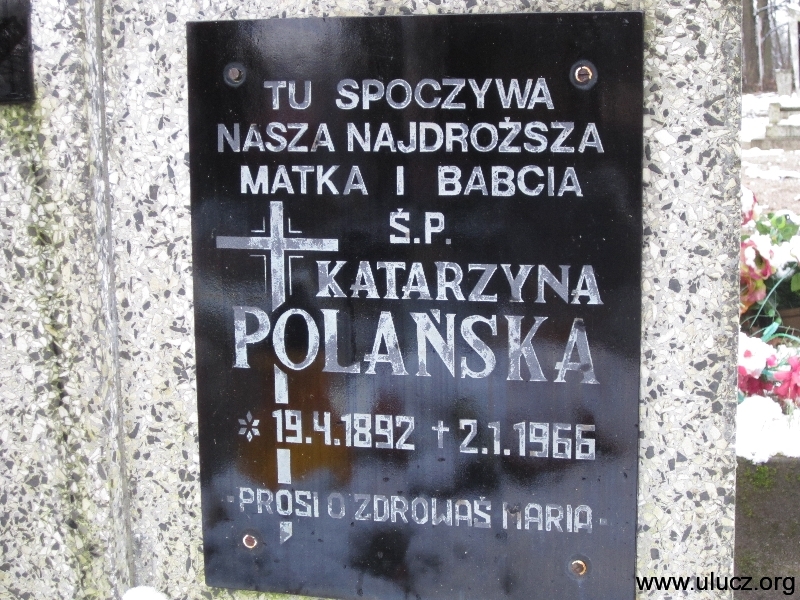 TU SPOCZYWA
NASZA NAJDROŻSZA
MATKA I BABCIA
Ś.P.
KATARZYNA
POLAŃSKA
* 19.4.1892 † 2.1.1966
- PROSI O ZDROWAŚ MARIA -
www.ulucz.org